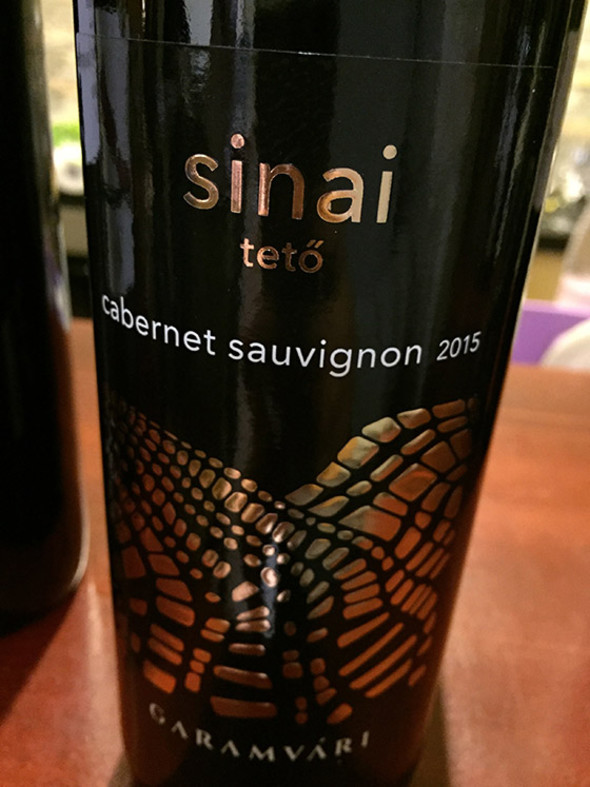 sinai
tető
cabernet sauvignon 2015
GARAMVÁRI